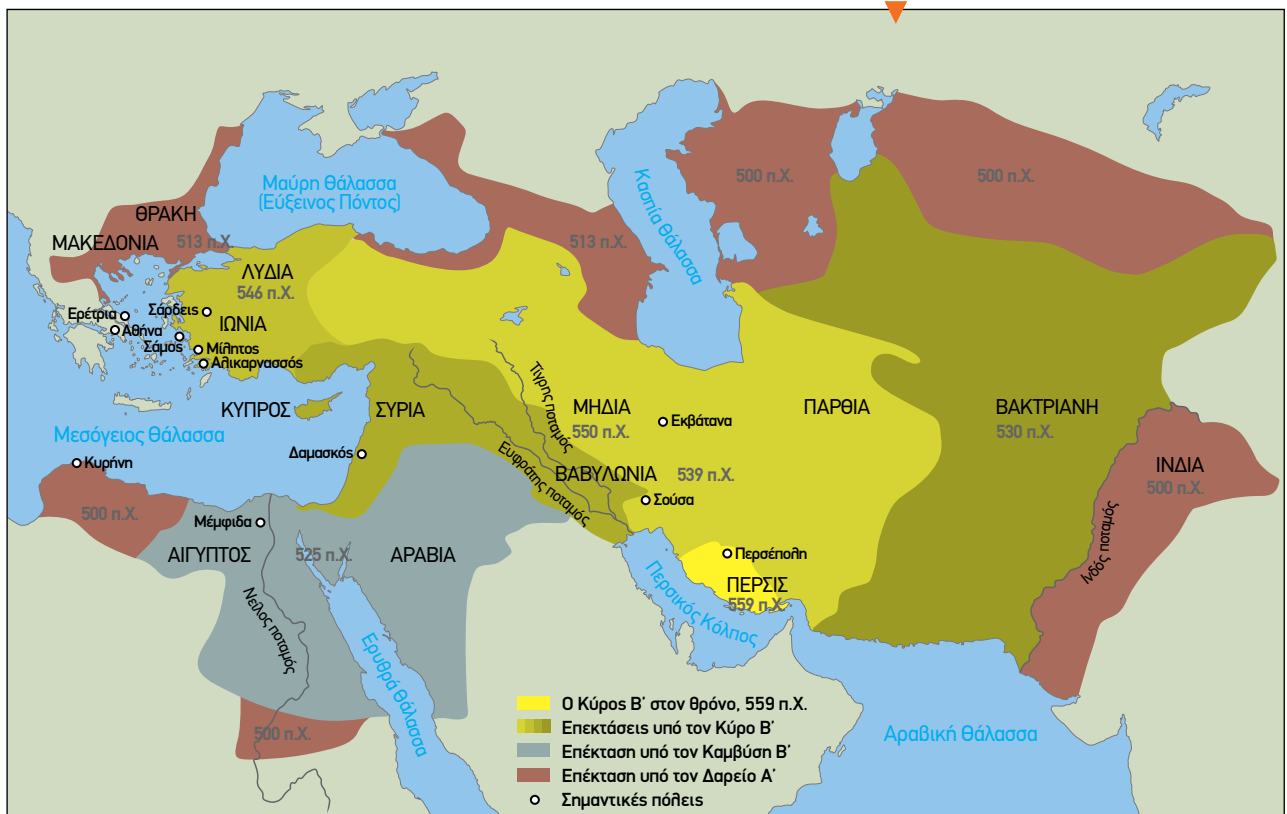 Μαύρη Θάλασσα
(Εύξεινος Πόντος)
Κασπία Θάλασσα
500 π.Χ.
500 π.Χ.
ΘΡΑΚΗ
ΜΑΚΕΔΟΝΙΑ
513 π.Χ.
513 π.Χ.
ΛΥΔΙΑ
546 π.Χ.
Ερέτρια
Σάρδεις
ΙΩΝΙΑ
Αθήνα
Σάμος
Μίλητος
Αλικαρνασσός
Τίγρης ποταμός
ΚΥΠΡΟΣ
ΣΥΡΙΑ
ΜΗΔΙΑ
550 π.Χ.
Εκβάτανα
ΠΑΡΘΙΑ
ΒΑΚΤΡΙΑΝΗ
530 π.Χ.
Μεσόγειος Θάλασσα
Κυρήνη
Δαμασκός
Ευφράτης ποταμός
ΒΑΒΥΛΩΝΙΑ
539 π.Χ.
Σούσα
ΙΝΔΙΑ
500 π.Χ.
Ινδός ποταμός
500 π.Χ.
Μέμφιδα
ΑΙΓΥΠΤΟΣ
525 π.Χ.
ΑΡΑΒΙΑ
Περσέπολη
ΠΕΡΣΙΣ
559 π.Χ.
Περσικός Κόλπος
Νείλος ποταμός
Ερυθρά Θάλασσα
500 π.Χ.
Αραβική Θάλασσα
Ο Κύρος Β' στον θρόνο, 559 π.Χ.
Επεκτάσεις υπό τον Κύρο Β'
Επέκταση υπό τον Καμβύση Β'
Επέκταση υπό τον Δαρείο Α'
Σημαντικές πόλεις